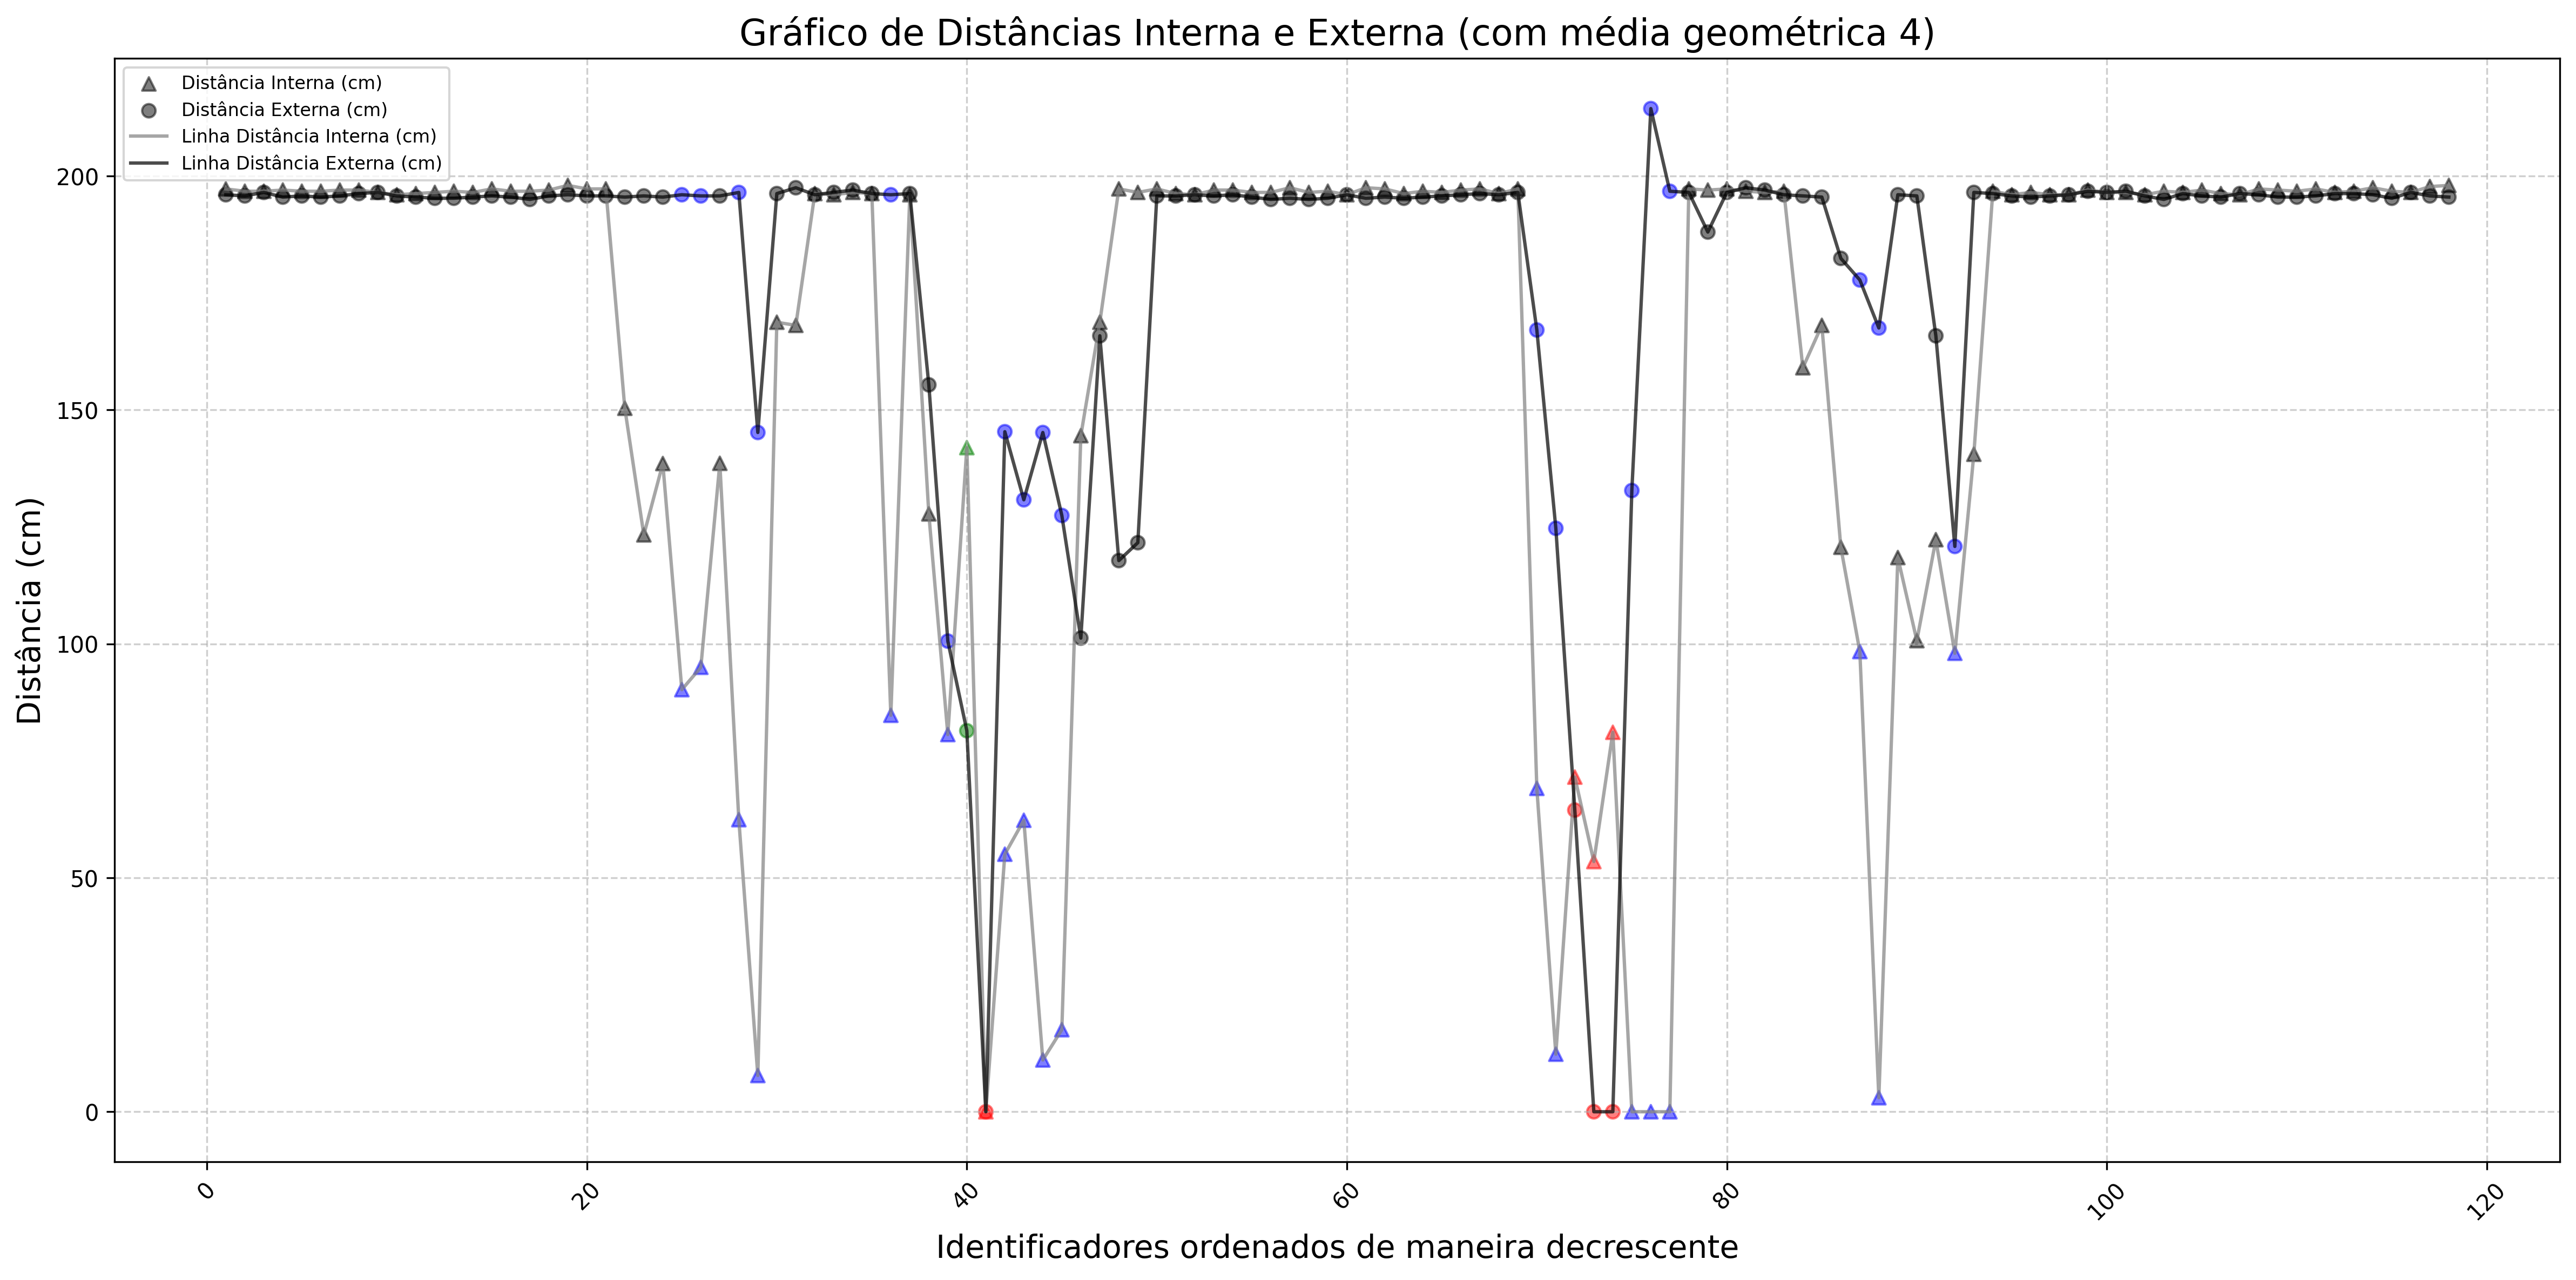 Gráfico de Distâncias Interna e Externa (com média geométrica 4)
Distância Interna (cm)
Distância Externa (cm)
Linha Distância Interna (cm)
Linha Distância Externa (cm)
Distância (cm)
200
150
100
50
0
0
20
40
60
80
100
120
Identificadores ordenados de maneira decrescente